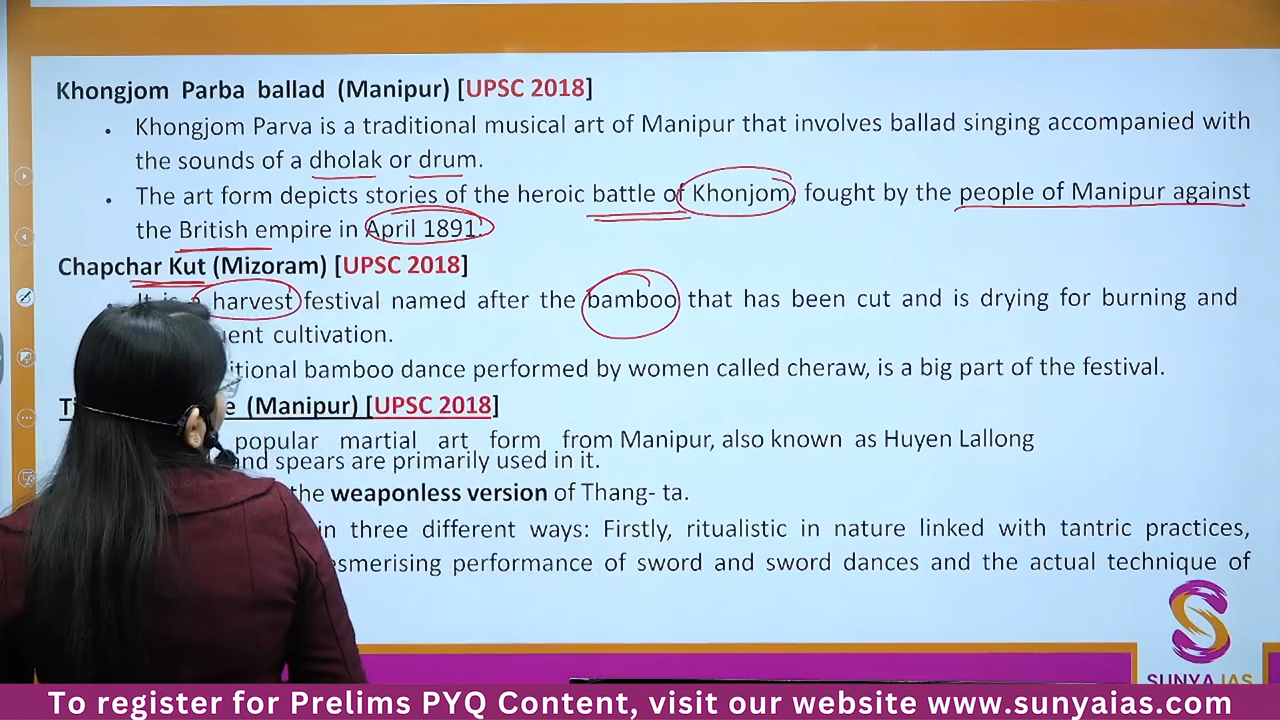 Khongjom Parba ballad (Manipur) [UPSC 2018]
• Khongjom Parva is a traditional musical art of Manipur that involves ballad singing accompanied with
the sounds of a dholak or drum.
• The art form depicts stories of the heroic battle of Khonjom, fought by the people of Manipur against
the British empire in April 1891.
Chapchar Kut (Mizoram) [UPSC 2018]
harvest festival named after the bamboo that has been cut and is drying for burning and
cultivation.
bamboo dance performed by women called cheraw, is a big part of the festival.
(Manipur) [UPSC 2018]
popular martial art form from Manipur, also known as Huyen Lallong
and spears are primarily used in it.
the weaponless version of Thang- ta.
in three different ways: Firstly, ritualistic in nature linked with tantric practices,
performance of sword and sword dances and the actual technique of
S
SUNYA IAS
To register for Prelims PYQ Content, visit our website www.sunyaias.com